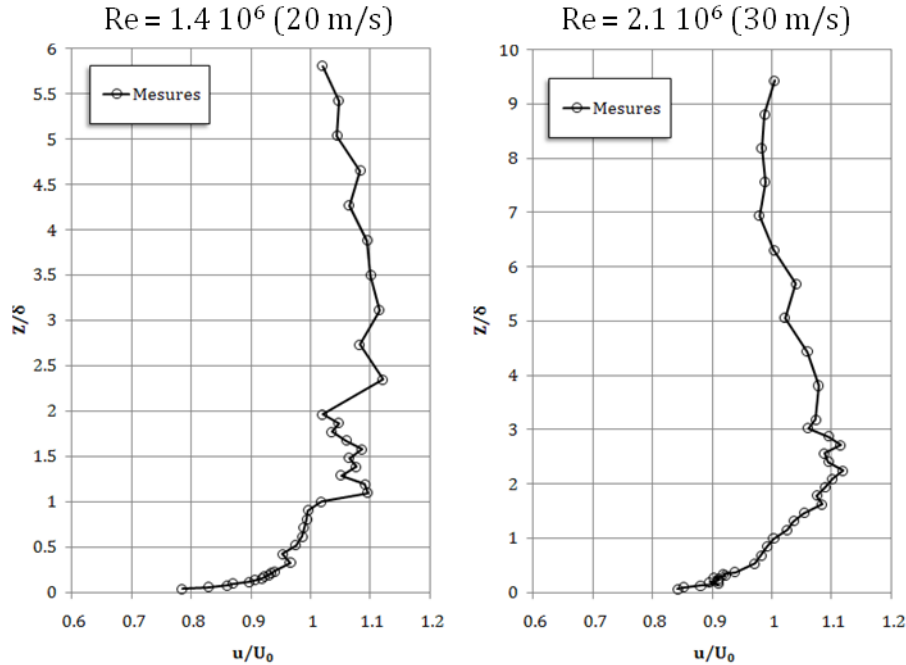 Re = 1.4 10⁶ (20 m/s)
6
5.5
5
4.5
4
3.5
3
2.5
2
1.5
1
0.5
0
Z/δ
Mesures
0.6 0.7 0.8 0.9 1 1.1 1.2
u/U₀
Re = 2.1 10⁶ (30 m/s)
10
9
8
7
6
5
4
3
2
1
0
Z/δ
Mesures
0.6 0.7 0.8 0.9 1 1.1 1.2
u/U₀